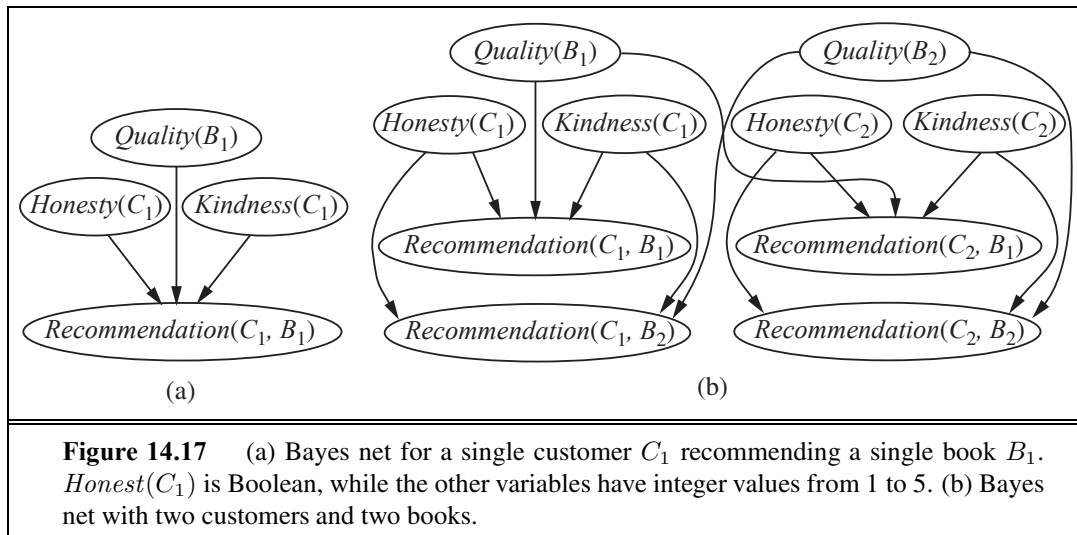 Quality(B₁)
Honesty(C₁) Kindness(C₁)
Recommendation(C₁, B₁)
(a)
Quality(B₁) Quality(B₂)
Honesty(C₁) Kindness(C₁) Honesty(C₂) Kindness(C₂)
Recommendation(C₁, B₁) Recommendation(C₂, B₁)
Recommendation(C₁, B₂) Recommendation(C₂, B₂)
(b)
Figure 14.17 (a) Bayes net for a single customer C₁ recommending a single book B₁.
Honest(C₁) is Boolean, while the other variables have integer values from 1 to 5. (b) Bayes
net with two customers and two books.